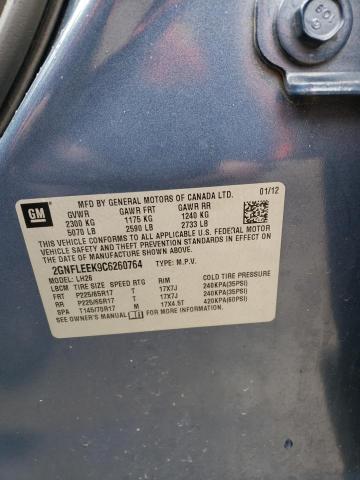 108
9
GM
MFD BY GENERAL MOTORS OF CANADA LTD. 01/12
GVWR GAWR FRT GAWR RR
2300 KG 1175 KG 1240 KG
5070 LB 2590 LB 2733 LB
THIS VEHICLE CONFORMS TO ALL APPLICABLE U.S. FEDERAL MOTOR
VEHICLE SAFETY AND THEFT PREVENTION STANDARDS IN EFFECT ON THE
DATE OF MANUFACTURE SHOWN ABOVE.
2GNFLEEK9C6260764 TYPE: M.P.V.
MODEL: LH26
LBCM TIRE SIZE SPEED RTG RIM COLD TIRE PRESSURE
FRT P225/65R17 T 17X7J 240KPA(35PSI)
RR P225/65R17 T 17X7J 240KPA(35PSI)
SPA T145/70R17 M 17X4.5T 420KPA(60PSI)
SEE OWNER'S MANUAL FOR MORE INFORMATION.